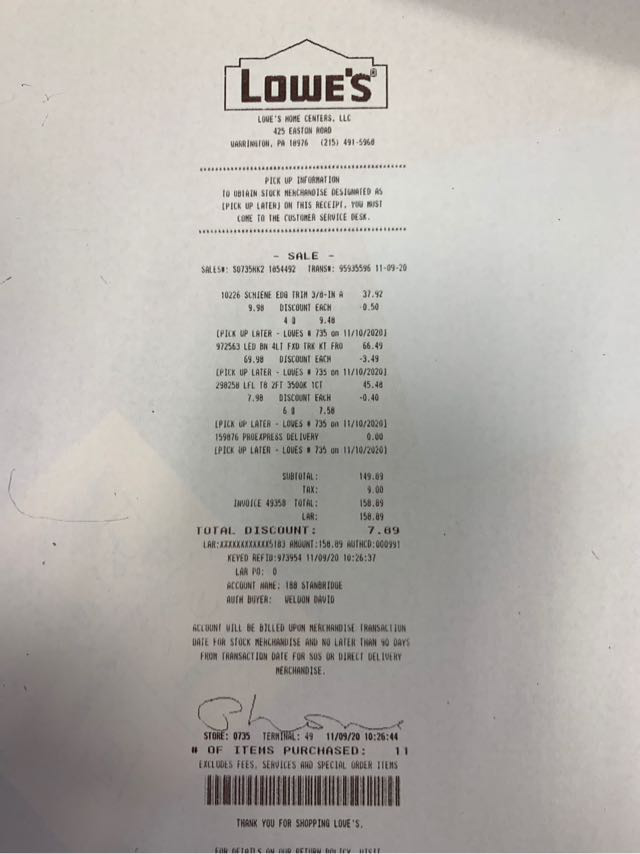 LOWE'S®
LOWE'S HOME CENTERS, LLC
425 EASTON ROAD
WARRINGTON, PA 18976 (215) 491-5960
PICK UP INFORMATION
TO OBTAIN STOCK MERCHANDISE DESIGNATED AS
[PICK UP LATER] ON THIS RECEIPT, YOU MUST
COME TO THE CUSTOMER SERVICE DESK.
- SALE -
SALES#: S0735NK2 1054492 TRANS#: 95935596 11-09-20
10226 SCHIENE EDG TRIM 3/8-IN A 37.92
9.98 DISCOUNT EACH -0.50
4 @ 9.48
[PICK UP LATER - LOWES # 735 on 11/10/2020]
972563 LED BN 4LT FXD TRK KT FRO 66.49
69.98 DISCOUNT EACH -3.49
[PICK UP LATER - LOWES # 735 on 11/10/2020]
298258 LFL T8 2FT 3500K 1CT 45.48
7.98 DISCOUNT EACH -0.40
6 @ 7.58
[PICK UP LATER - LOWES # 735 on 11/10/2020]
159876 PROEXPRESS DELIVERY 0.00
[PICK UP LATER - LOWES # 735 on 11/10/2020]
SUBTOTAL: 149.89
TAX: 9.00
INVOICE 49358 TOTAL: 158.89
LAR: 158.89
TOTAL DISCOUNT: 7.89
LAR:XXXXXXXXXXXX5183 AMOUNT:158.89 AUTHCD:000991
KEYED REFID:973954 11/09/20 10:26:37
LAR PO: 0
ACCOUNT NAME: 188 STANBRIDGE
AUTH BUYER: WELDON DAVID
ACCOUNT WILL BE BILLED UPON MERCHANDISE TRANSACTION
DATE FOR STOCK MERCHANDISE AND NO LATER THAN 90 DAYS
FROM TRANSACTION DATE FOR SOS OR DIRECT DELIVERY
MERCHANDISE.
Phone
STORE: 0735 TERMINAL: 49 11/09/20 10:26:44
# OF ITEMS PURCHASED: 11
EXCLUDES FEES, SERVICES AND SPECIAL ORDER ITEMS
THANK YOU FOR SHOPPING LOWE'S.
FOR DETAILS ON OUR RETURN POLICY, VISIT